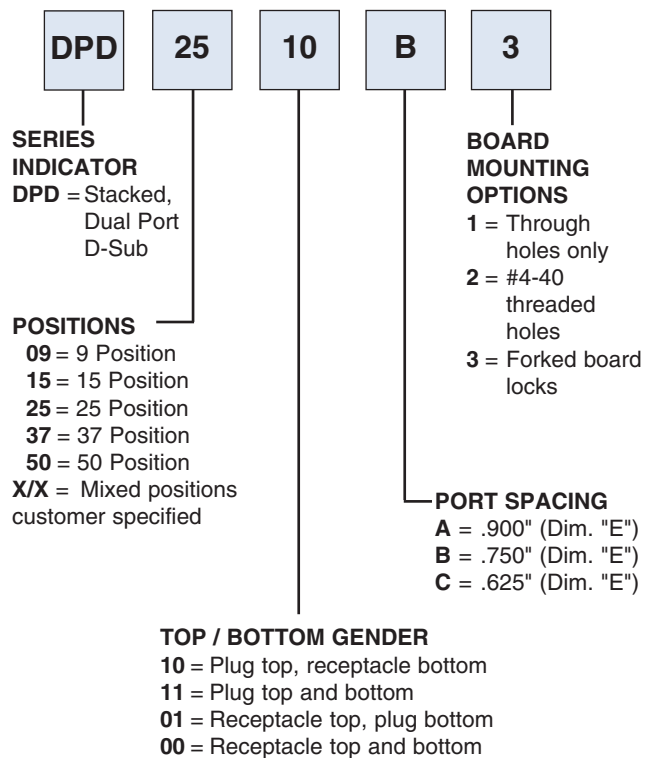 DPD 25 10 B 3
SERIES
INDICATOR
DPD = Stacked,
Dual Port
D-Sub
POSITIONS
09 = 9 Position
15 = 15 Position
25 = 25 Position
37 = 37 Position
50 = 50 Position
X/X = Mixed positions
customer specified
TOP / BOTTOM GENDER
10 = Plug top, receptacle bottom
11 = Plug top and bottom
01 = Receptacle top, plug bottom
00 = Receptacle top and bottom
PORT SPACING
A = .900" (Dim. "E")
B = .750" (Dim. "E")
C = .625" (Dim. "E")
BOARD
MOUNTING
OPTIONS
1 = Through
holes only
2 = #4-40
threaded
holes
3 = Forked board
locks